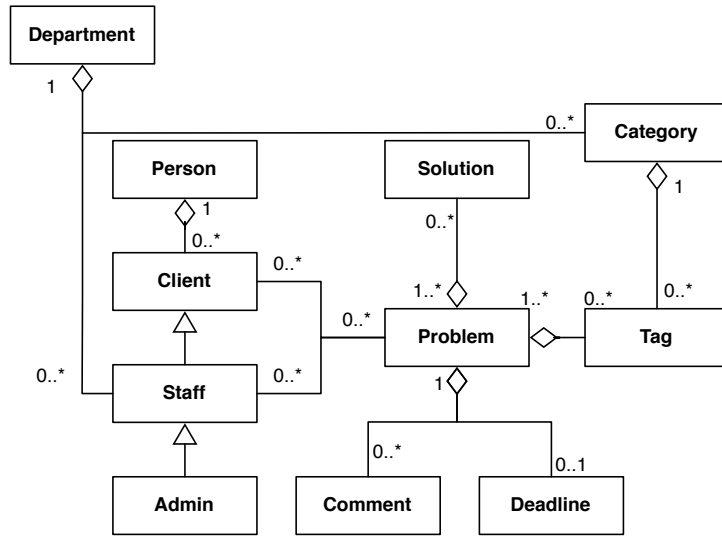 Department
1
0..*
Category
Person
Solution
1
1
0..*
0..*
Client
0..*
1..*
1..*
0..*
0..*
0..*
Problem
Tag
0..*
Staff
0..*
1
0..*
0..1
Admin
Comment
Deadline